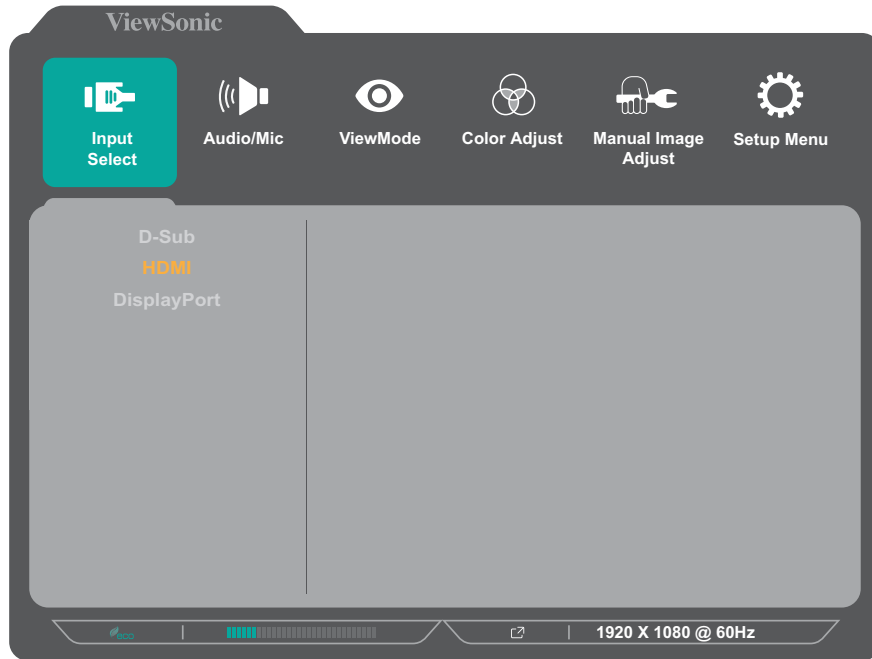 ViewSonic
Input
Select
Audio/Mic
ViewMode
Color Adjust
Manual Image
Adjust
Setup Menu
D-Sub
HDMI
DisplayPort
eco
1920 X 1080 @ 60Hz